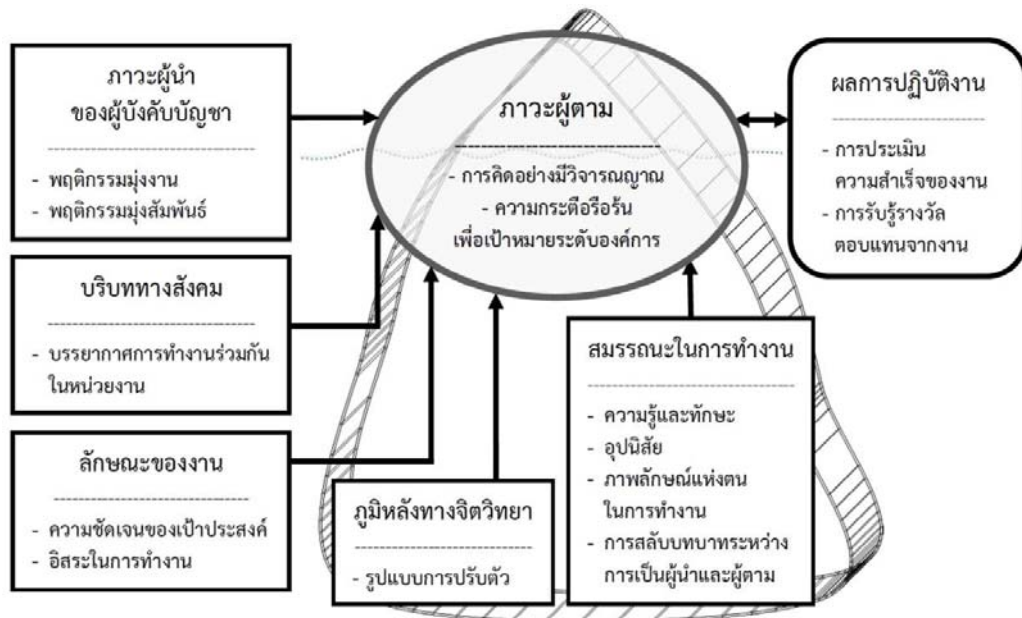 ภาวะผู้นำ
ของผู้บังคับบัญชา
- พฤติกรรมมุ่งงาน
- พฤติกรรมมุ่งสัมพันธ์
ภาวะผู้ตาม
- การคิดอย่างมีวิจารณญาณ
- ความกระตือรือร้น
เพื่อเป้าหมายระดับองค์การ
ผลการปฏิบัติงาน
- การประเมิน
ความสำเร็จของงาน
- การรับรู้รางวัล
ตอบแทนจากงาน
บริบททางสังคม
- บรรยากาศการทำงานร่วมกัน
ในหน่วยงาน
ลักษณะของงาน
- ความชัดเจนของเป้าประสงค์
- อิสระในการทำงาน
ภูมิหลังทางจิตวิทยา
- รูปแบบการปรับตัว
สมรรถนะในการทำงาน
- ความรู้และทักษะ
- อุปนิสัย
- ภาพลักษณ์แห่งตน
ในการทำงาน
- การสลับบทบาทระหว่าง
การเป็นผู้นำและผู้ตาม